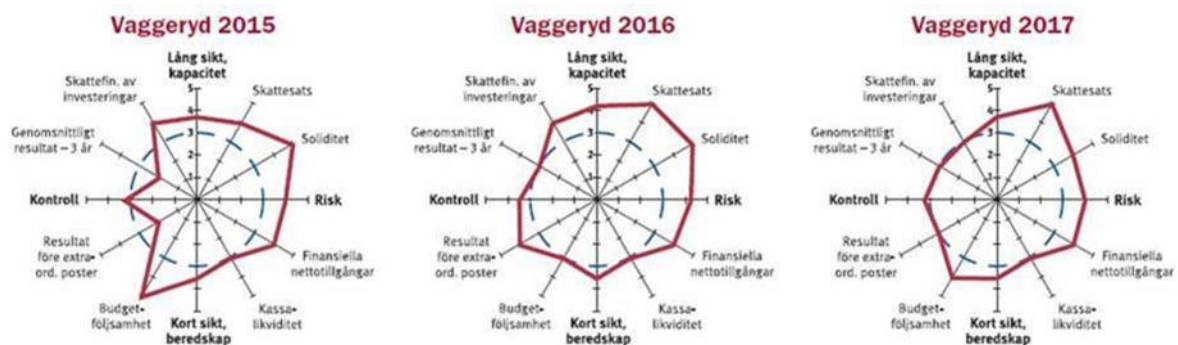 Vaggeryd 2015
Lång sikt,
kapacitet
Skattefin. av
investeringar
Skattesats
Genomsnittligt
resultat – 3 år
Soliditet
5
4
3
2
1
Kontroll
Risk
Resultat
före extra-
ord. poster
Finansiella
nettotillgångar
Budget-
följsamhet
Kassa-
likviditet
Kort sikt,
beredskap
Vaggeryd 2016
Lång sikt,
kapacitet
Skattefin. av
investeringar
Skattesats
Genomsnittligt
resultat – 3 år
Soliditet
5
4
3
2
1
Kontroll
Risk
Resultat
före extra-
ord. poster
Finansiella
nettotillgångar
Budget-
följsamhet
Kassa-
likviditet
Kort sikt,
beredskap
Vaggeryd 2017
Lång sikt,
kapacitet
Skattefin. av
investeringar
Skattesats
Genomsnittligt
resultat – 3 år
Soliditet
5
4
3
2
1
Kontroll
Risk
Resultat
före extra-
ord. poster
Finansiella
nettotillgångar
Budget-
följsamhet
Kassa-
likviditet
Kort sikt,
beredskap